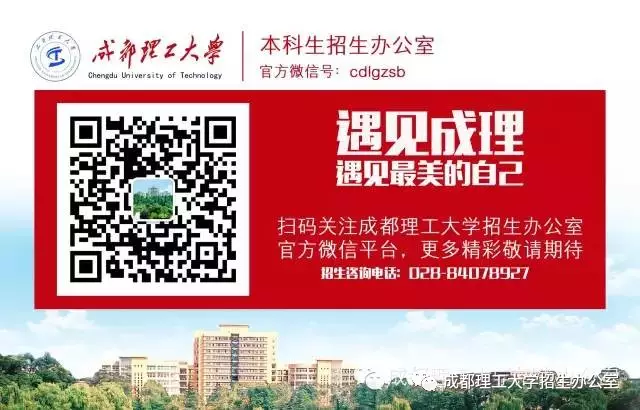 成都理工大学
Chengdu University of Technology
本科生招生办公室
官方微信号：cdlgzsb
遇见成理
遇见最美的自己
扫码关注成都理工大学招生办公室
官方微信平台，更多精彩敬请期待
招生咨询电话：028-84078927
成都理工大学招生办公室